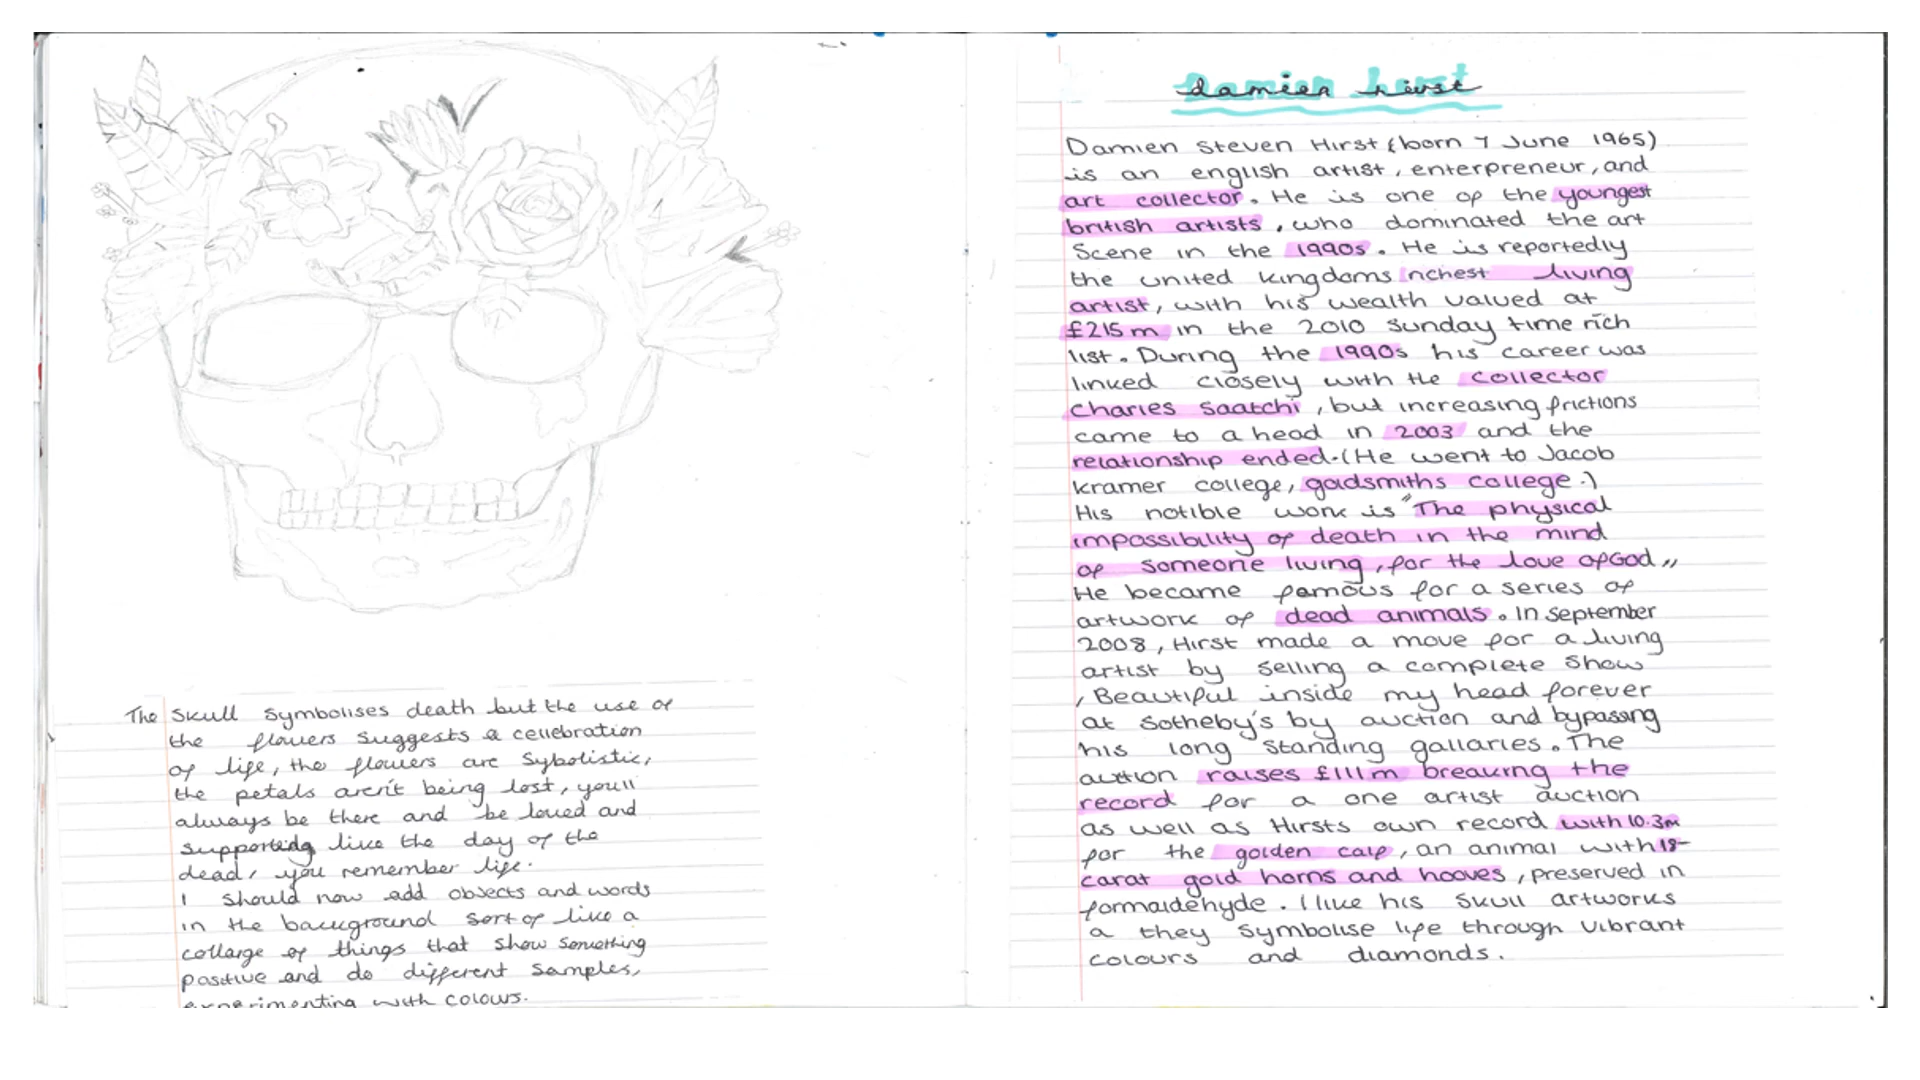 The Skull Symbolises death but the use of
the flowers suggests a cellebration
of life, the flowers are Sybolistic,
the petals aren't being lost, you'll
always be there and be loved and
supporting like the day of the
dead, you remember life.
I should now add objects and words
in the background sort of like a
collarge of things that show something
positive and do different samples,
experimenting with colours.
damien hirst
Damien Steven Hirst (born 7 June 1965)
is an english artist, enterpreneur, and
art collector. He is one of the youngest
british artists, who dominated the art
Scene in the 1990s. He is reportedly
the united kingdoms richest living
artist, with his wealth valued at
£215m in the 2010 Sunday time rich
list. During the 1990s his career was
linked closely with the collector
Charles Saatchi, but increasing frictions
came to a head in 2003 and the
relationship ended. (He went to Jacob
kramer college, goldsmiths college.)
His notible work is "The physical
impossibility of death in the mind
of someone living, for the love of God"
He became famous for a series of
artwork of dead animals. In september
2008, Hirst made a move for a living
artist by selling a complete show
, Beautiful inside my head forever
at Sotheby's by auction and bypassing
his long standing gallaries. The
auction raises £111m breaking the
record for a one artist auction
as well as Hirsts own record with 10.3m
for the golden calf, an animal with 18-
carat gold horns and hooves, preserved in
formaldehyde. I like his skull artworks
a they symbolise life through vibrant
colours and diamonds.